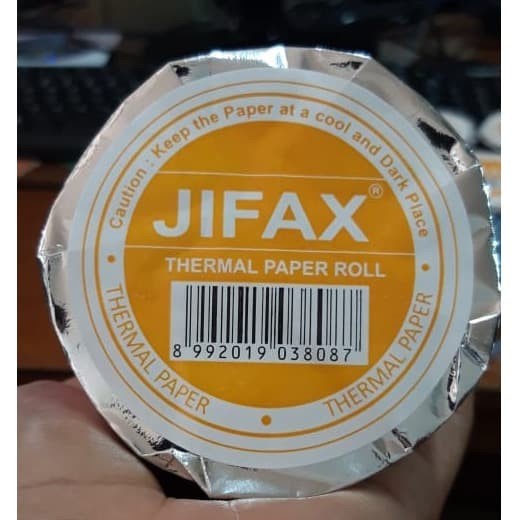 Caution : Keep the Paper at a cool and Dark Place
JIFAX®
THERMAL PAPER ROLL
8 992019 038087
THERMAL PAPER
THERMAL PAPER